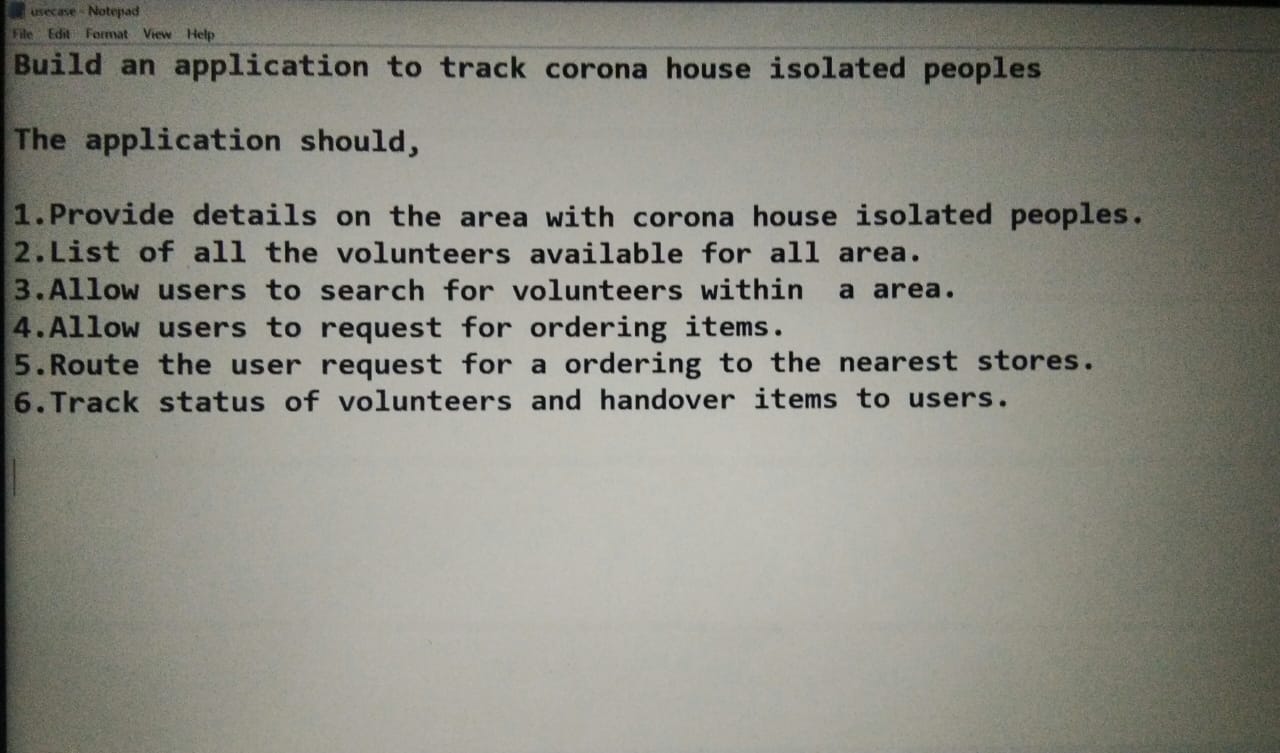 usecase - Notepad
File Edit Format View Help
Build an application to track corona house isolated peoples
The application should,
1.Provide details on the area with corona house isolated peoples.
2.List of all the volunteers available for all area.
3.Allow users to search for volunteers within  a area.
4.Allow users to request for ordering items.
5.Route the user request for a ordering to the nearest stores.
6.Track status of volunteers and handover items to users.